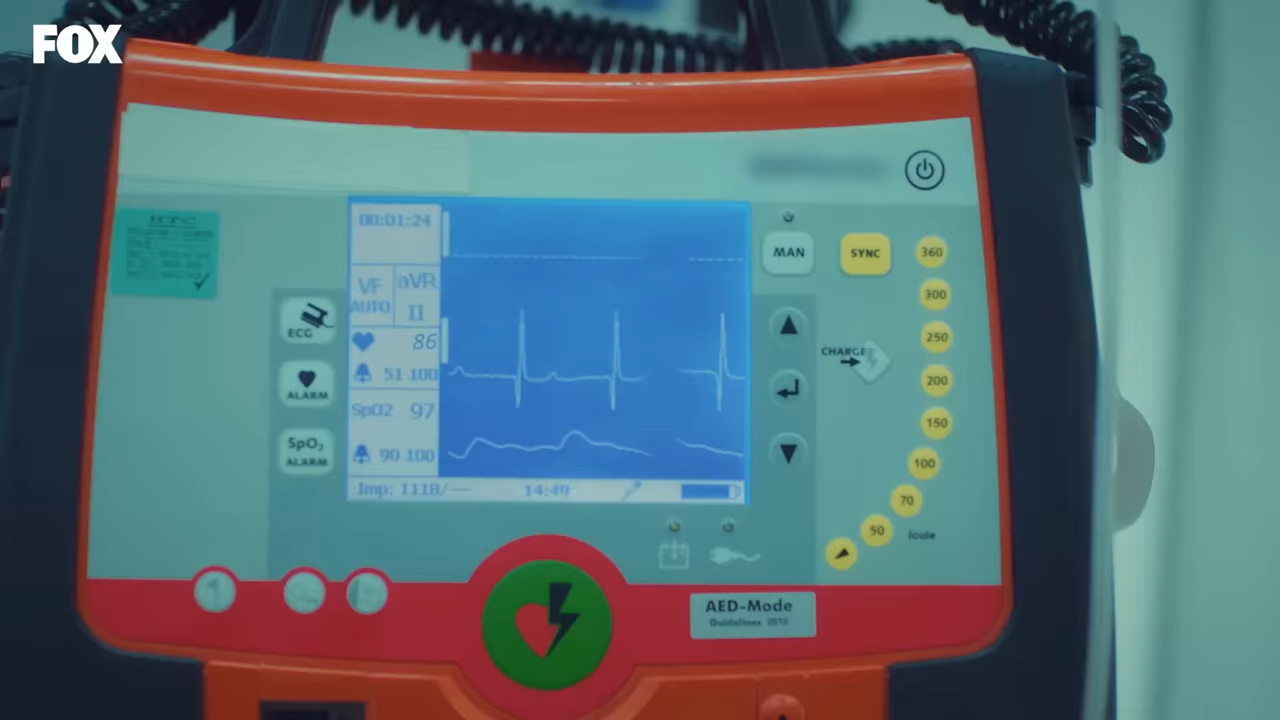 FOX
00:01:24
VF
AUTO
aVR
II
86
51 100
SpO2 97
90 100
Imp: 1118/---
14:49
ECG
ALARM
SpO₂
ALARM
MAN
SYNC
CHARGE
360
300
250
200
150
100
70
50
Joule
AED-Mode
Guidelines 2010